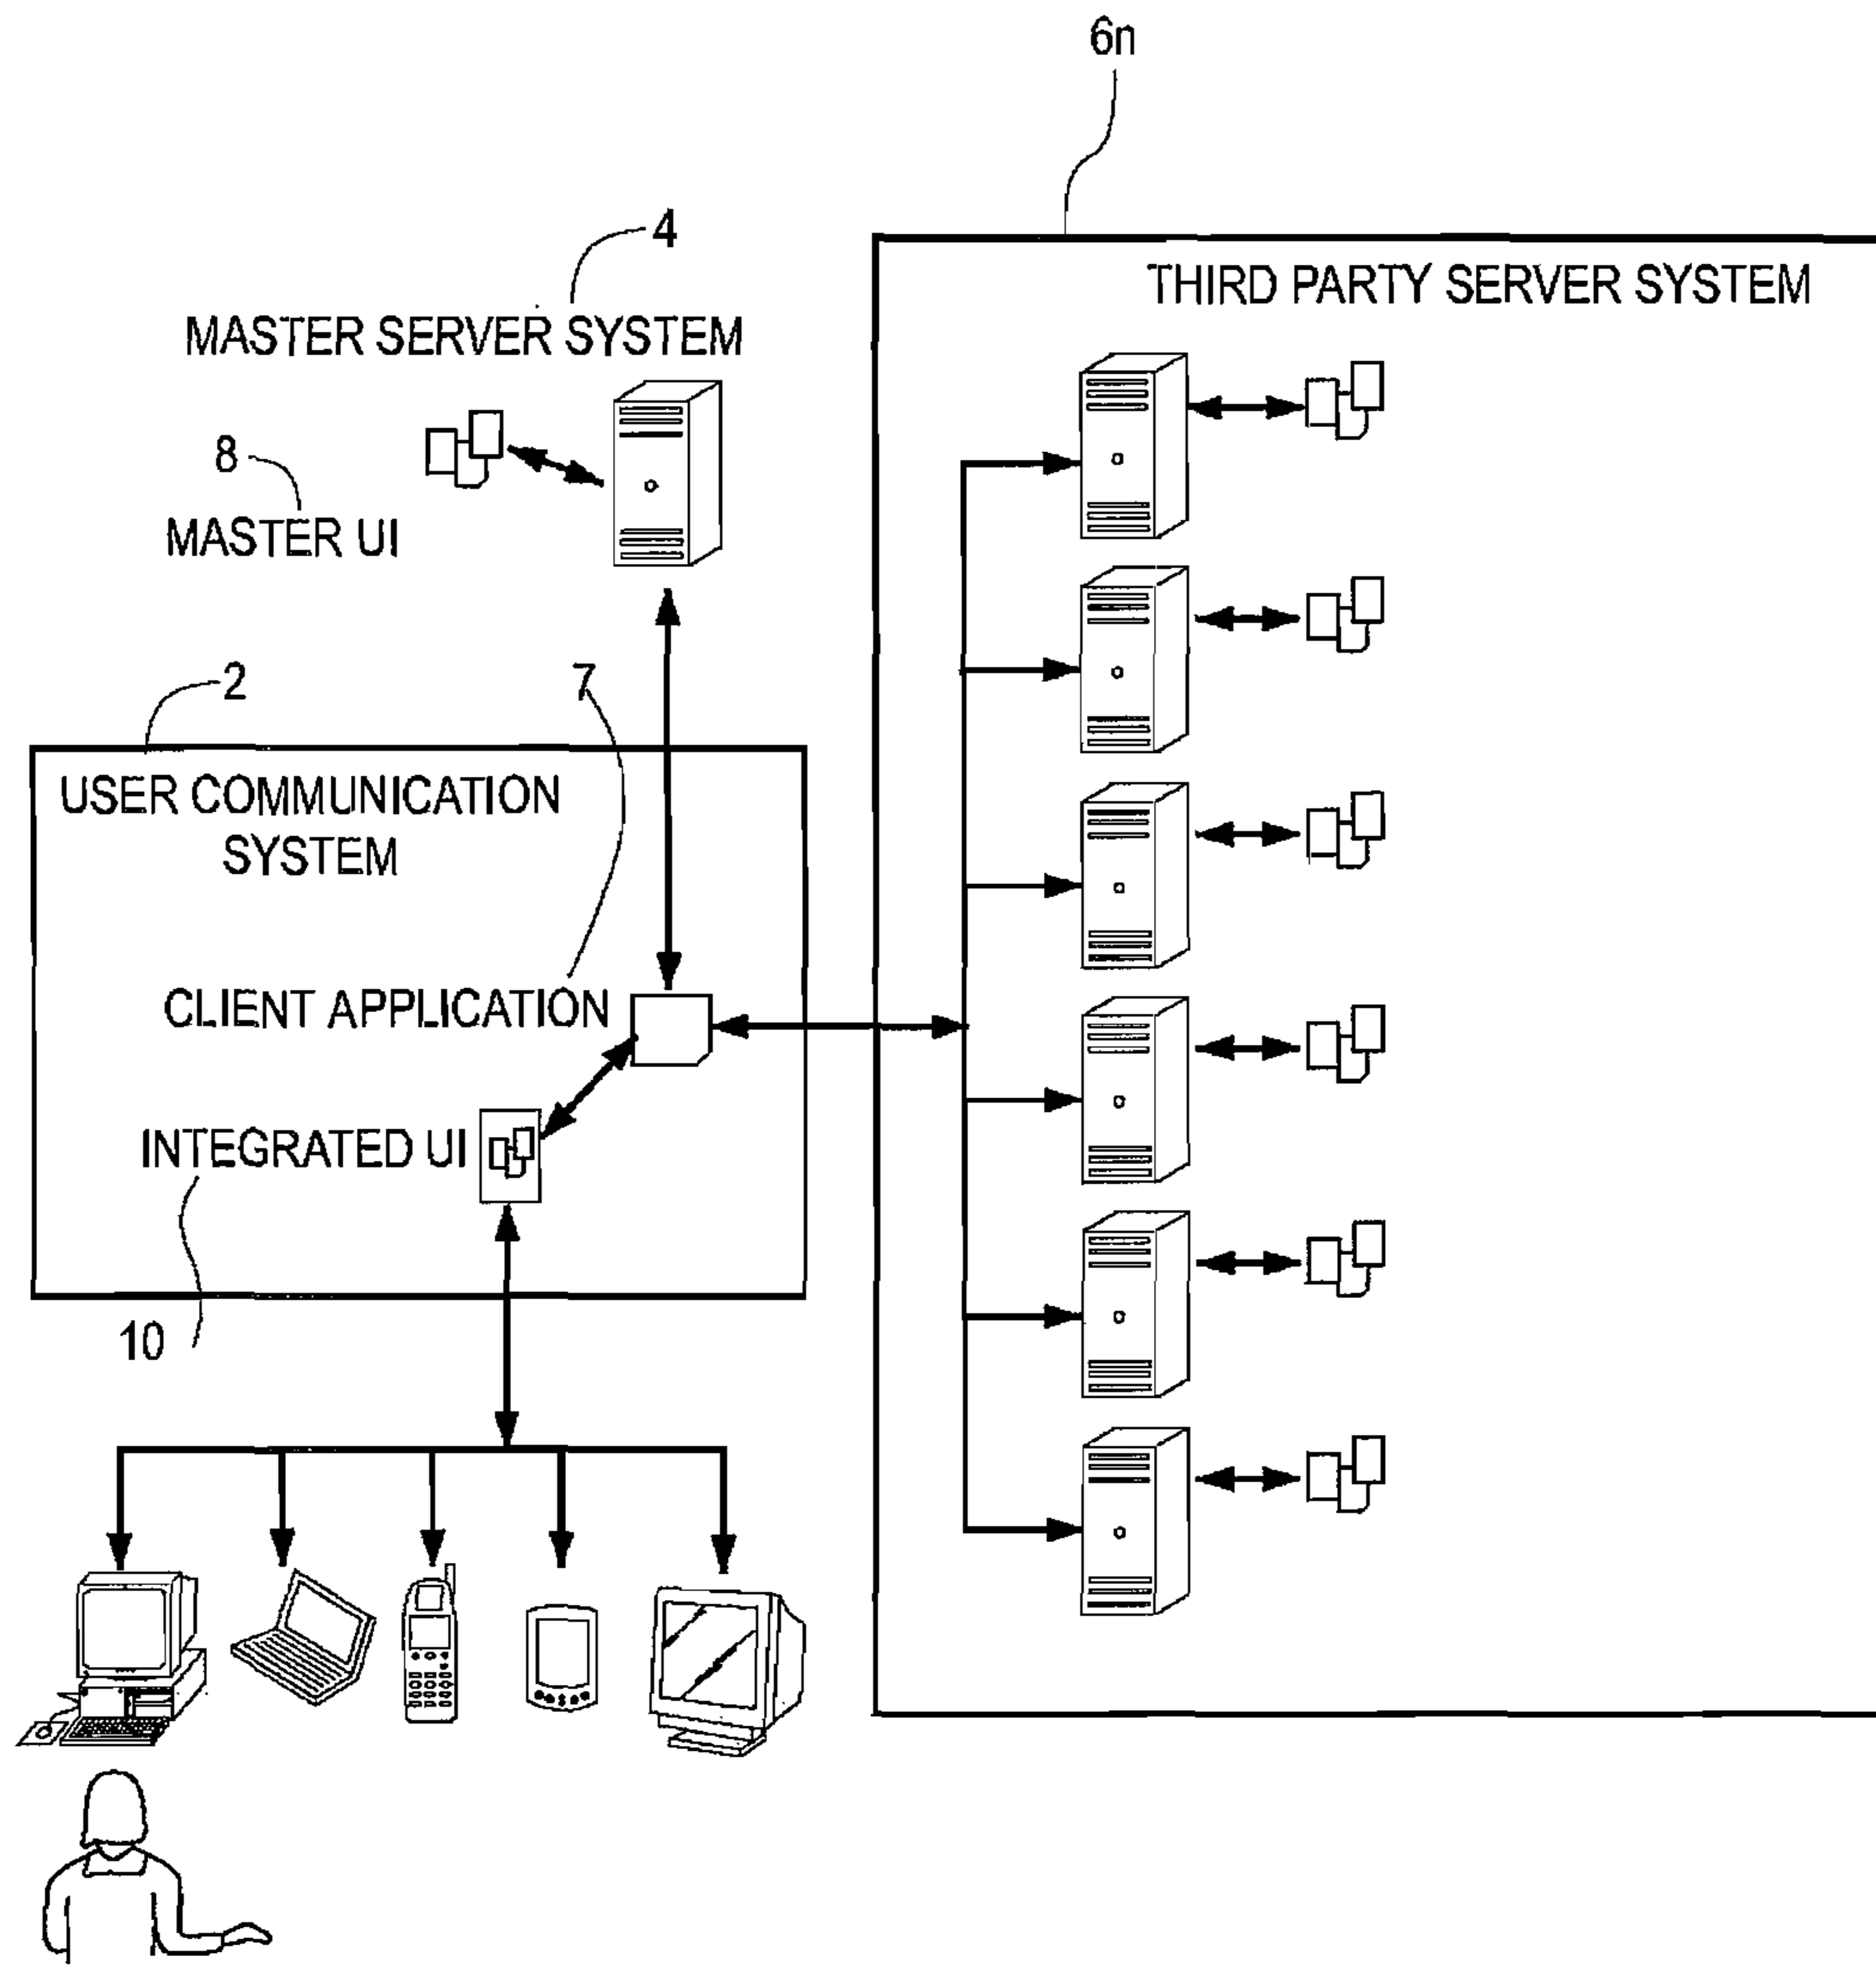 6n
4
THIRD PARTY SERVER SYSTEM
MASTER SERVER SYSTEM
8
MASTER UI
2
7
USER COMMUNICATION
SYSTEM
CLIENT APPLICATION
INTEGRATED UI
10